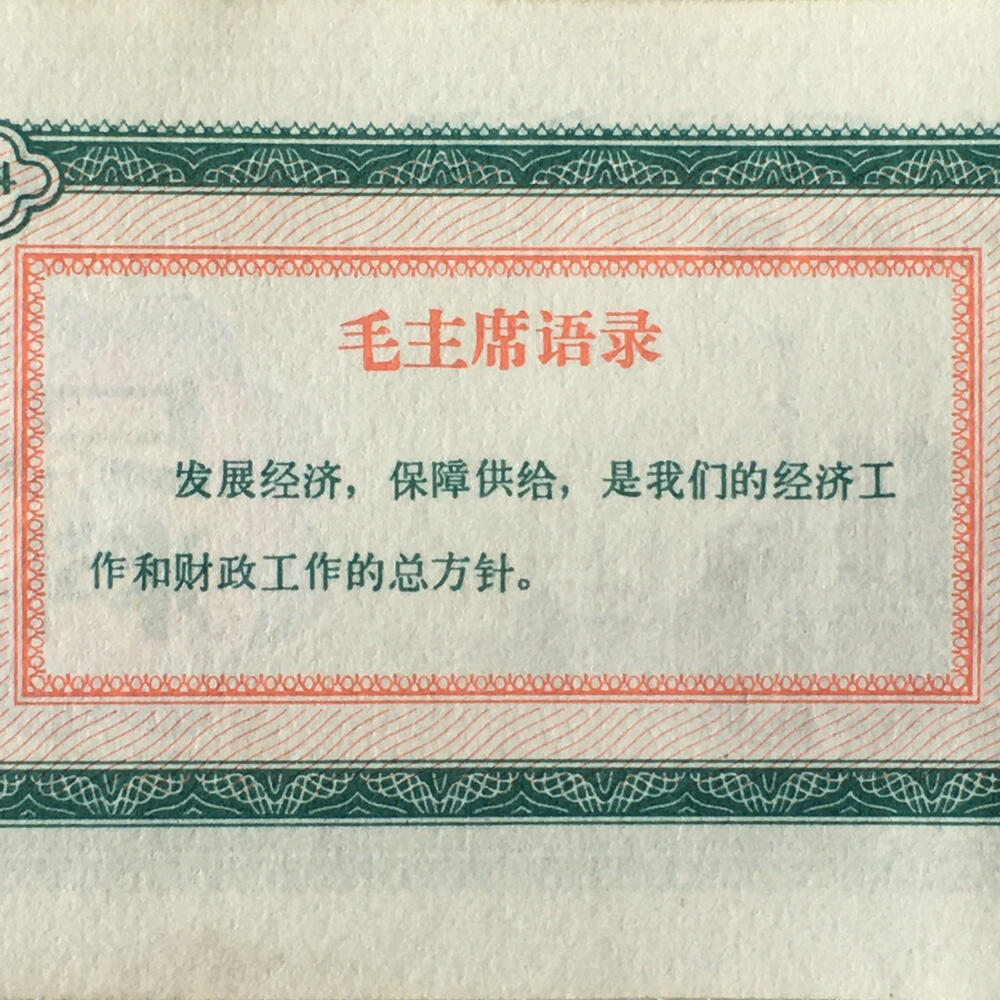 毛主席语录
发展经济，保障供给，是我们的经济工
作和财政工作的总方针。